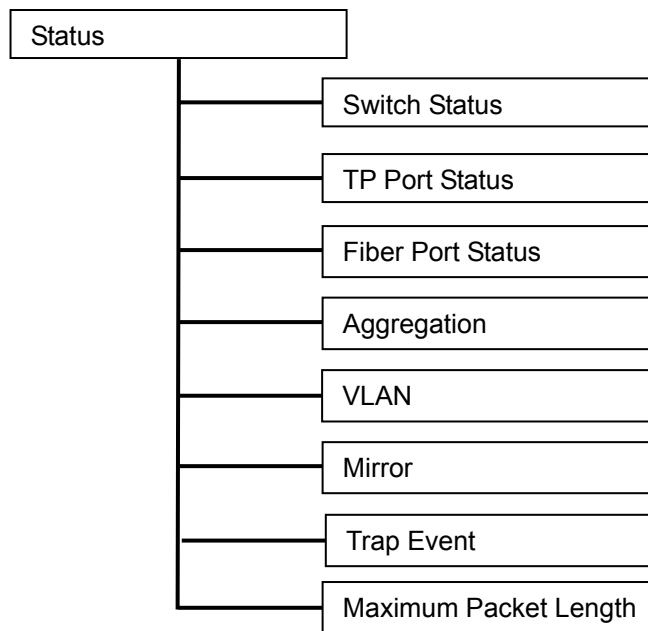 Status
Switch Status
TP Port Status
Fiber Port Status
Aggregation
VLAN
Mirror
Trap Event
Maximum Packet Length